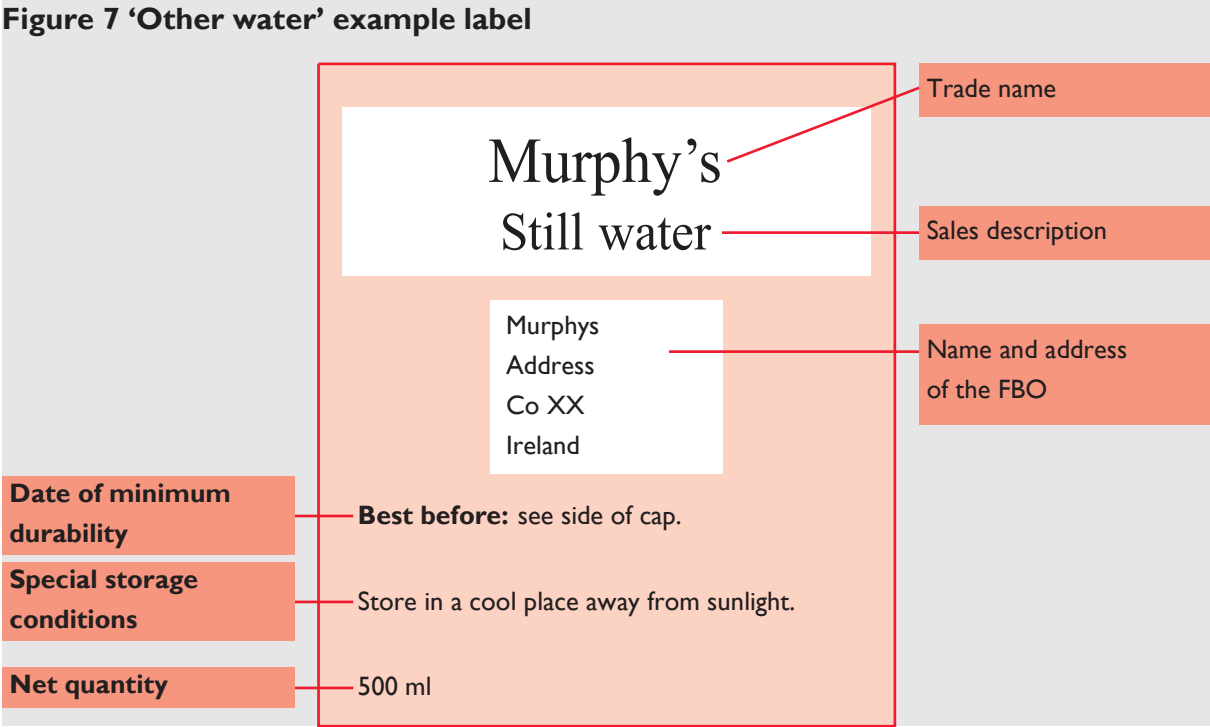 Figure 7 ‘Other water’ example label
Trade name
Murphy’s
Still water
Sales description
Murphys
Address
Co XX
Ireland
Name and address
of the FBO
Date of minimum
durability
Best before: see side of cap.
Special storage
conditions
Store in a cool place away from sunlight.
Net quantity
500 ml